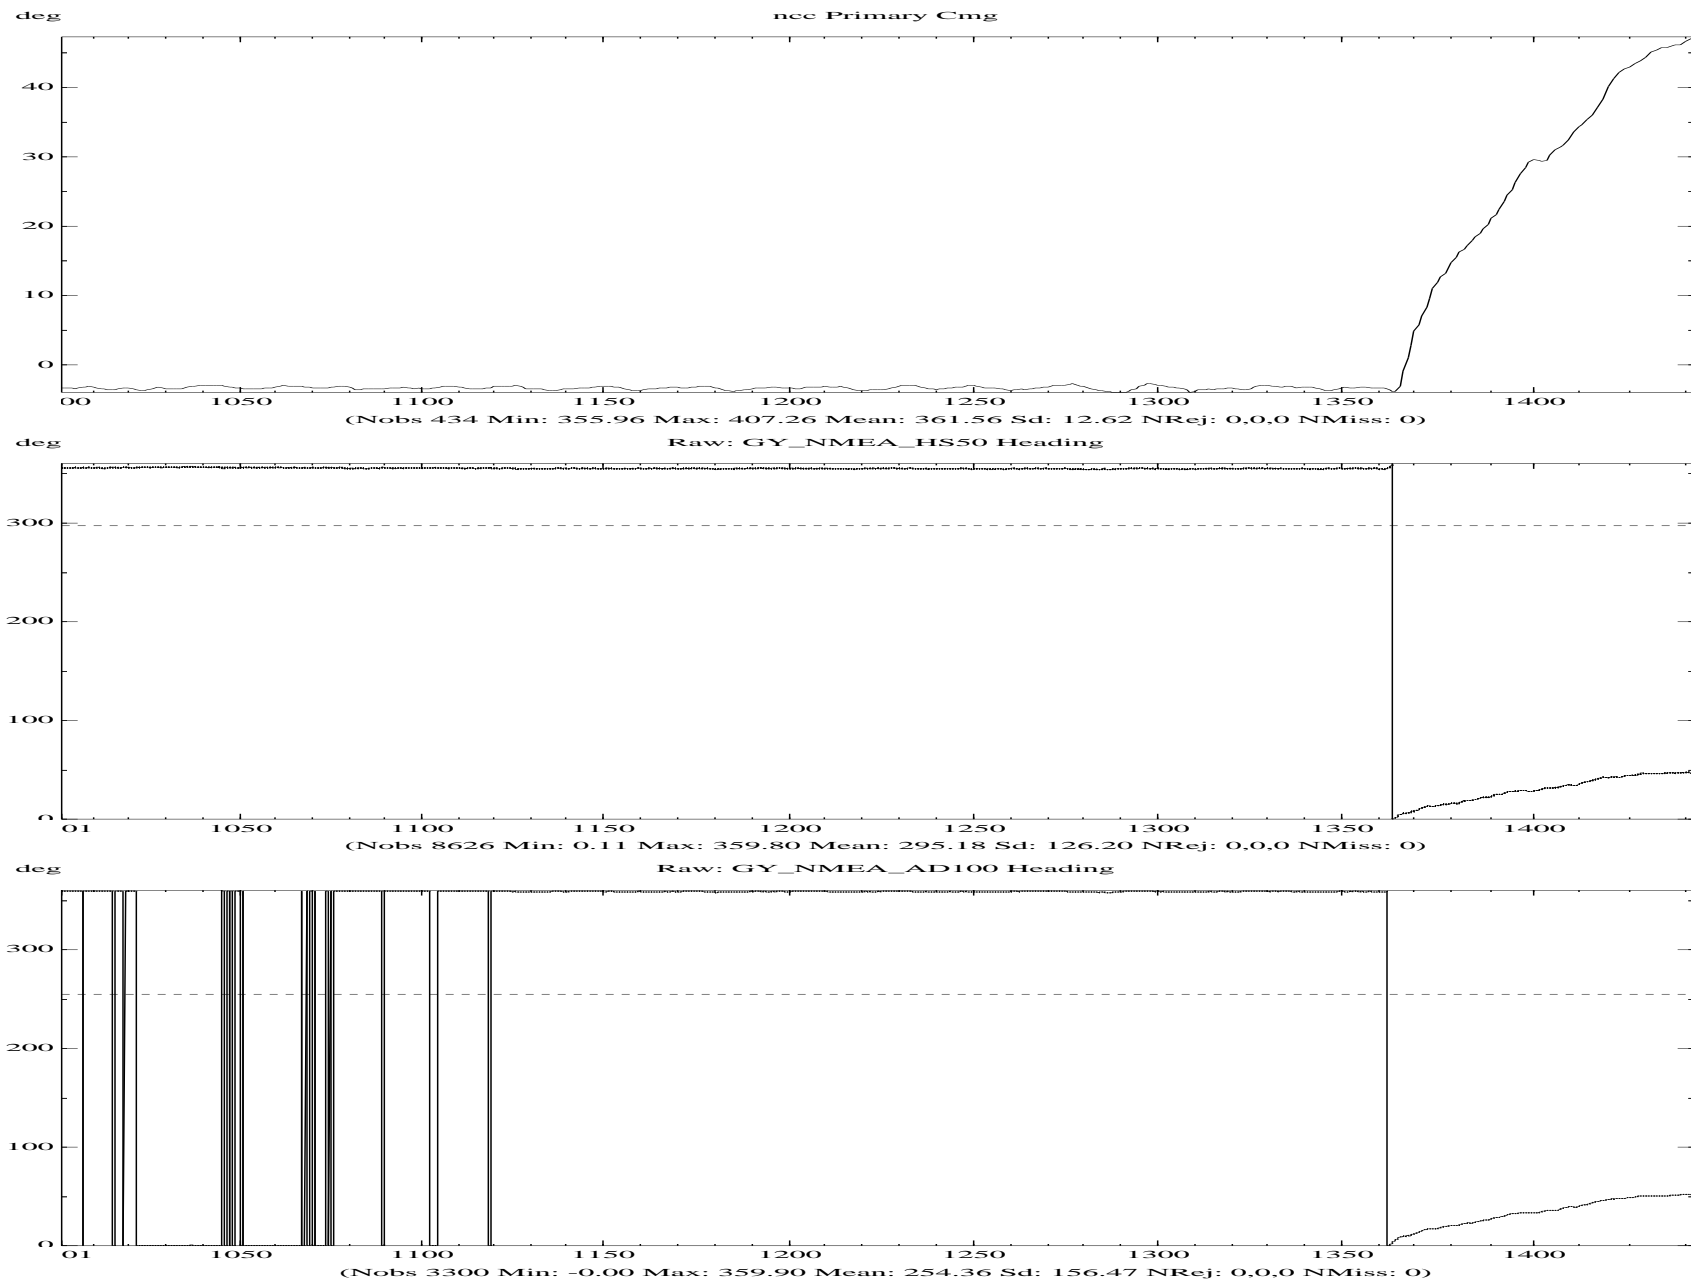 deg ncc Primary Cmg
40
30
20
10
0
00 1050 1100 1150 1200 1250 1300 1350 1400
(Nobs 434 Min: 355.96 Max: 407.26 Mean: 361.56 Sd: 12.62 NRej: 0,0,0 NMiss: 0)
deg Raw: GY_NMEA_HS50 Heading
300
200
100
0
01 1050 1100 1150 1200 1250 1300 1350 1400
(Nobs 8626 Min: 0.11 Max: 359.80 Mean: 295.18 Sd: 126.20 NRej: 0,0,0 NMiss: 0)
deg Raw: GY_NMEA_AD100 Heading
300
200
100
0
01 1050 1100 1150 1200 1250 1300 1350 1400
(Nobs 3300 Min: -0.00 Max: 359.90 Mean: 254.36 Sd: 156.47 NRej: 0,0,0 NMiss: 0)